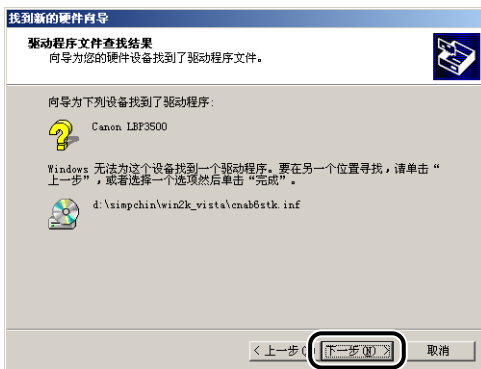 找到新的硬件向导
驱动程序文件查找结果
向导为您的硬件设备找到了驱动程序文件。
向导为下列设备找到了驱动程序:
Canon LBP3500
Windows 无法为这个设备找到一个驱动程序。要在另一个位置寻找，请单击“
上一步”，或者选择一个选项然后单击“完成”。
d:\simpchin\win2k_vista\cnab6stk.inf
< 上一步 下一步(N) > 取消